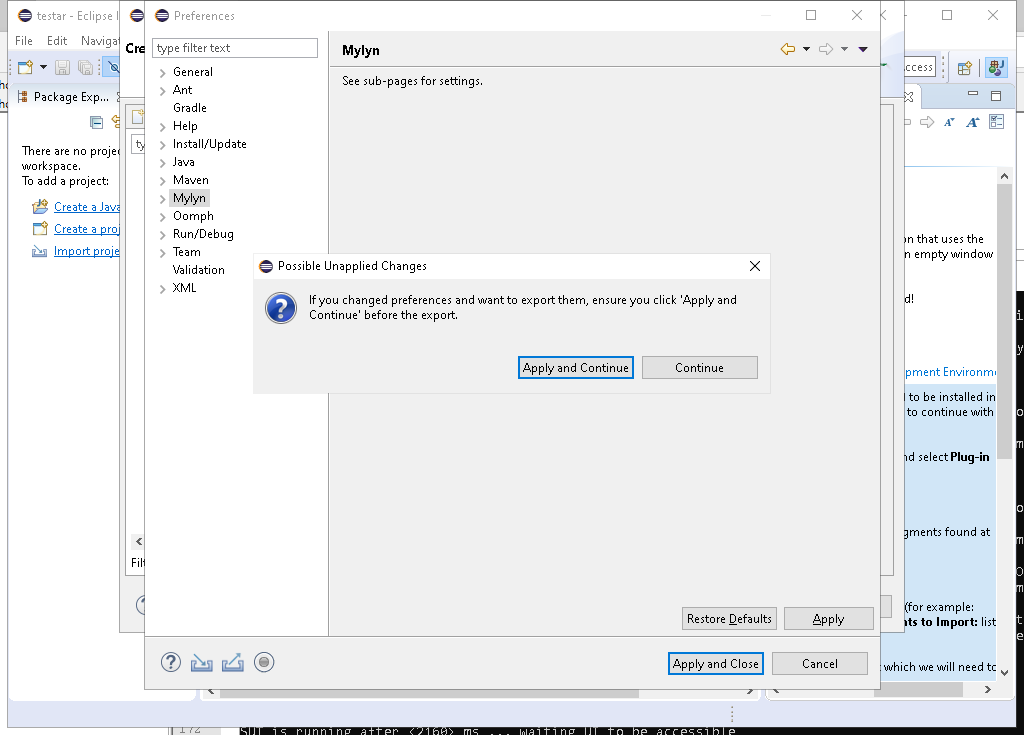 testar - Eclipse
Preferences
File Edit Navigat
Cre
type filter text
Mylyn
See sub-pages for settings.
Package Exp...
General
Ant
Gradle
Help
Install/Update
Java
Maven
Mylyn
Oomph
Run/Debug
Team
Validation
XML
There are no projec
workspace.
To add a project:
Create a Java
Create a proj
Import proje
ty
Filt
Possible Unapplied Changes
If you changed preferences and want to export them, ensure you click 'Apply and
Continue' before the export.
Apply and Continue
Continue
Restore Defaults
Apply
Apply and Close
Cancel
ccess
on that uses the
n empty window
d!
pment Environme
to be installed in
to continue with
nd select Plug-in
gments found at
(for example:
nts to Import: list
which we will need to
172
SUT is running after <2160> ms ... waiting UI to be accessible